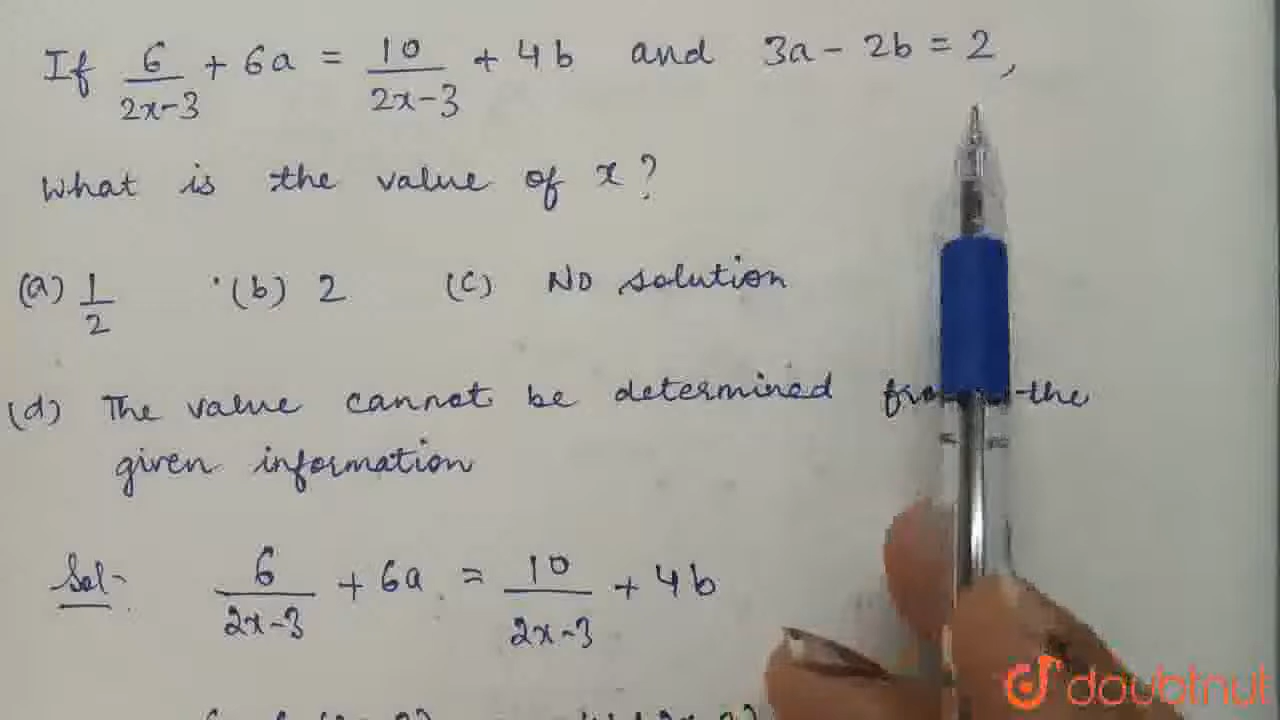 If 6/(2x-3) + 6a = 10/(2x-3) + 4b and 3a - 2b = 2,
What is the value of x?
(a) 1/2 (b) 2 (c) No solution
(d) The value cannot be determined from the
given information
Sol- 6/(2x-3) + 6a = 10/(2x-3) + 4b
doubtnut